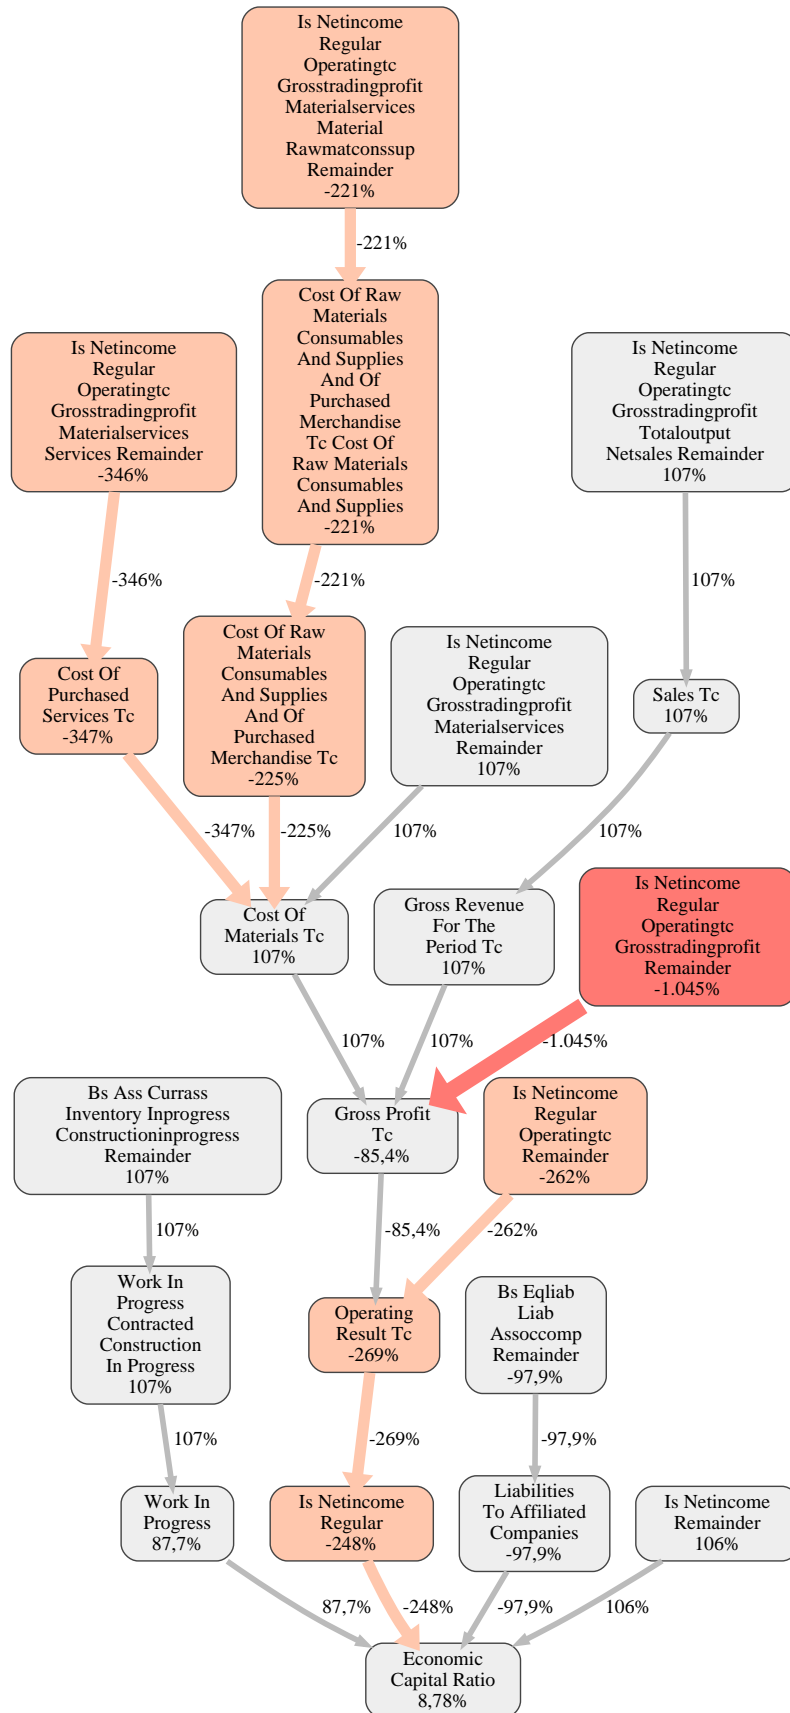 Is Netincome
Regular
Operatingtc
Grosstradingprofit
Materialservices
Material
Rawmatconssup
Remainder
-221%
-221%
Cost Of Raw
Materials
Consumables
And Supplies
And Of
Purchased
Merchandise
Tc Cost Of
Raw Materials
Consumables
And Supplies
-221%
Is Netincome
Regular
Operatingtc
Grosstradingprofit
Materialservices
Services Remainder
-346%
Is Netincome
Regular
Operatingtc
Grosstradingprofit
Totaloutput
Netsales Remainder
107%
-346%
-221%
107%
Cost Of
Purchased
Services Tc
-347%
Cost Of Raw
Materials
Consumables
And Supplies
And Of
Purchased
Merchandise Tc
-225%
Is Netincome
Regular
Operatingtc
Grosstradingprofit
Materialservices
Remainder
107%
Sales Tc
107%
-347%
-225%
107%
107%
Cost Of
Materials Tc
107%
Gross Revenue
For The
Period Tc
107%
Is Netincome
Regular
Operatingtc
Grosstradingprofit
Remainder
-1.045%
107%
107%
-1.045%
Bs Ass Currass
Inventory Inprogress
Constructioninprogress
Remainder
107%
Gross Profit
Tc
-85,4%
Is Netincome
Regular
Operatingtc
Remainder
-262%
107%
-85,4%
-262%
Work In
Progress
Contracted
Construction
In Progress
107%
Operating
Result Tc
-269%
Bs Eqliab
Liab
Assoccomp
Remainder
-97,9%
107%
-269%
-97,9%
Work In
Progress
87,7%
Is Netincome
Regular
-248%
Liabilities
To Affiliated
Companies
-97,9%
Is Netincome
Remainder
106%
87,7%
-248%
-97,9%
106%
Economic
Capital Ratio
8,78%